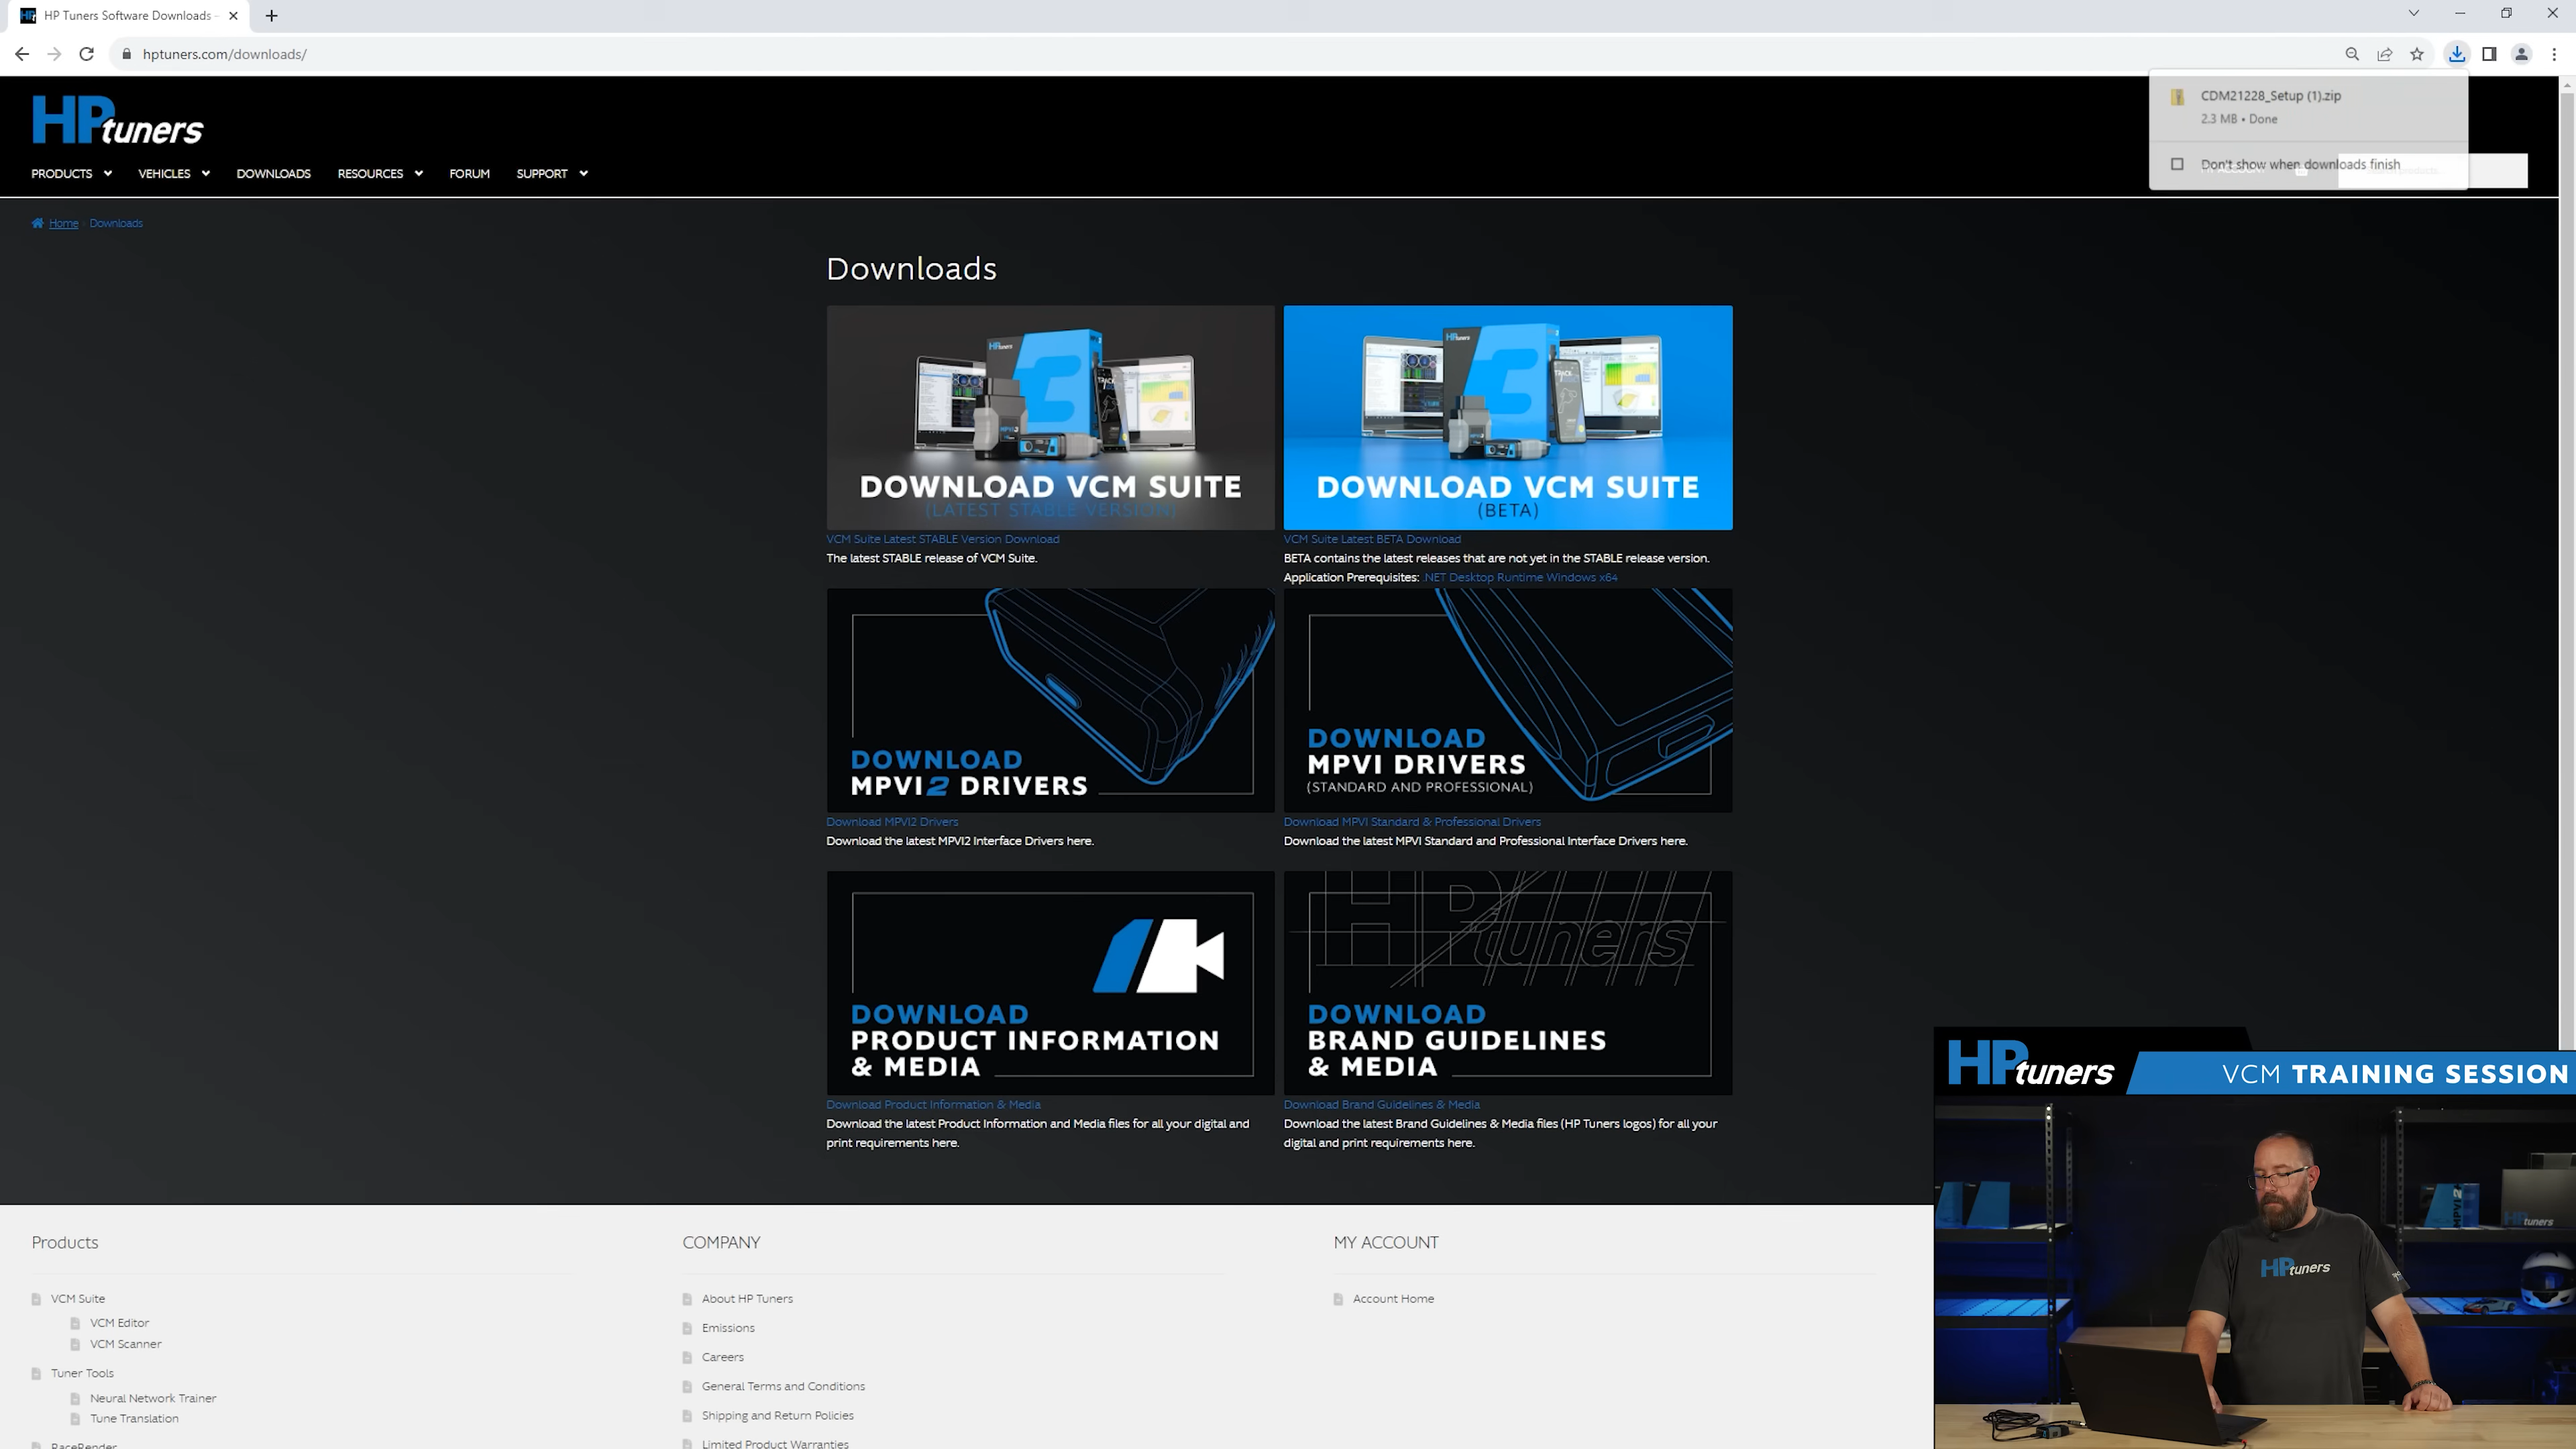 HP Tuners Software Downloads -
hptuners.com/downloads/
CDM21228_Setup (1).zip
2.3 MB • Done
Don't show when downloads finish
HPtuners
PRODUCTS
VEHICLES
DOWNLOADS
RESOURCES
FORUM
SUPPORT
Home
Downloads
Downloads
DOWNLOAD VCM SUITE
(LATEST STABLE VERSION)
VCM Suite Latest STABLE Version Download
The latest STABLE release of VCM Suite.
DOWNLOAD VCM SUITE
(BETA)
VCM Suite Latest BETA Download
BETA contains the latest releases that are not yet in the STABLE release version.
Application Prerequisites: .NET Desktop Runtime Windows x64
DOWNLOAD
MPVI2 DRIVERS
Download MPVI2 Drivers
Download the latest MPVI2 Interface Drivers here.
DOWNLOAD
MPVI DRIVERS
(STANDARD AND PROFESSIONAL)
Download MPVI Standard & Professional Drivers
Download the latest MPVI Standard and Professional Interface Drivers here.
DOWNLOAD
PRODUCT INFORMATION
& MEDIA
Download Product Information & Media
Download the latest Product Information and Media files for all your digital and
print requirements here.
HPtuners
DOWNLOAD
BRAND GUIDELINES
& MEDIA
Download Brand Guidelines & Media
Download the latest Brand Guidelines & Media files (HP Tuners logos) for all your
digital and print requirements here.
HPtuners
VCM TRAINING SESSION
MPVI2
HPtuners
HPtuners
Products
VCM Suite
VCM Editor
VCM Scanner
Tuner Tools
Neural Network Trainer
Tune Translation
RaceRender
COMPANY
About HP Tuners
Emissions
Careers
General Terms and Conditions
Shipping and Return Policies
Limited Product Warranties
MY ACCOUNT
Account Home